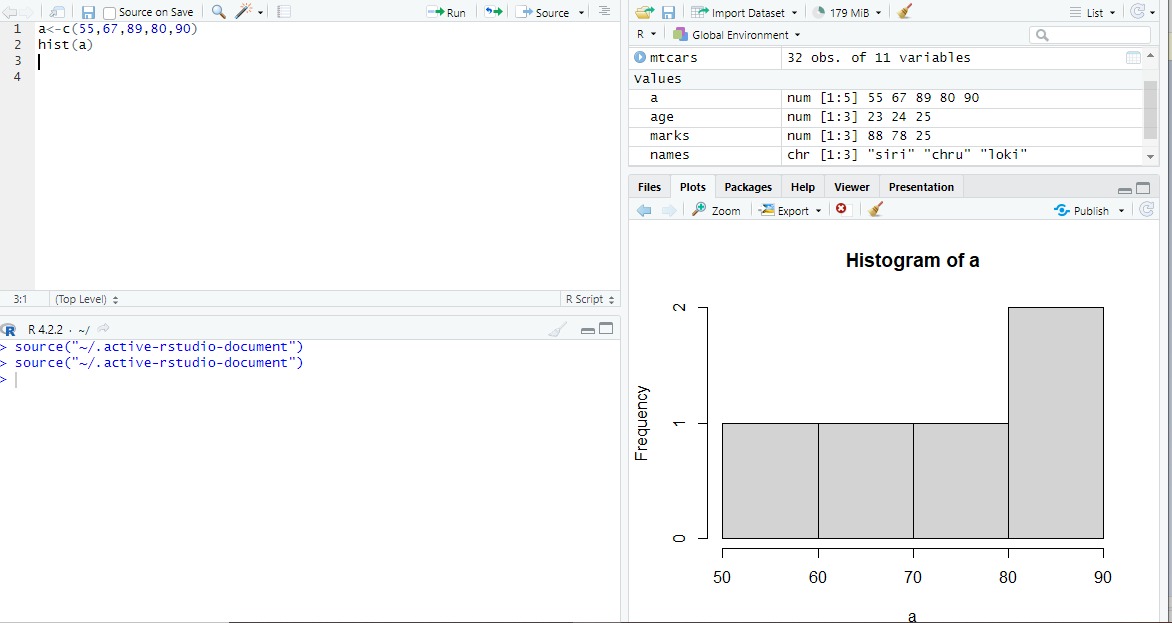 Source on Save
Run
Source
1 a<-c(55,67,89,80,90)
2 hist(a)
3
4
3:1 (Top Level) R Script
R R 4.2.2 · ~/
> source("~/.active-rstudio-document")
> source("~/.active-rstudio-document")
>
Import Dataset 179 MiB List
R Global Environment
mtcars 32 obs. of 11 variables
values
a num [1:5] 55 67 89 80 90
age num [1:3] 23 24 25
marks num [1:3] 88 78 25
names chr [1:3] "siri" "chru" "loki"
Files Plots Packages Help Viewer Presentation
Zoom Export Publish
Histogram of a
Frequency
2
1
0
50 60 70 80 90
a